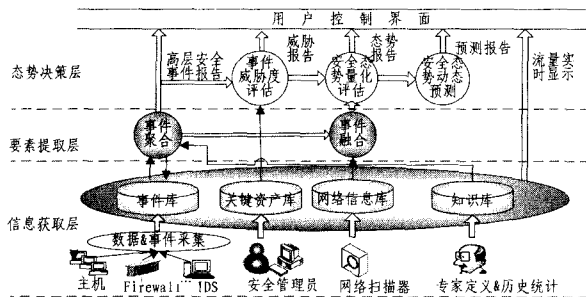 用户控制界面
态势决策层
高层安全
事件报告
事件
威胁度
评估
威胁
报告
安全态
势量化
评估
态势
报告
安全态
势动态
预测
预测报告
流量实
时显示
要素提取层
事件
聚合
事件
融合
信息获取层
事件库
关键资产库
网络信息库
知识库
数据&事件采集
主机
Firewall
IDS
安全管理员
网络扫描器
专家定义&历史统计